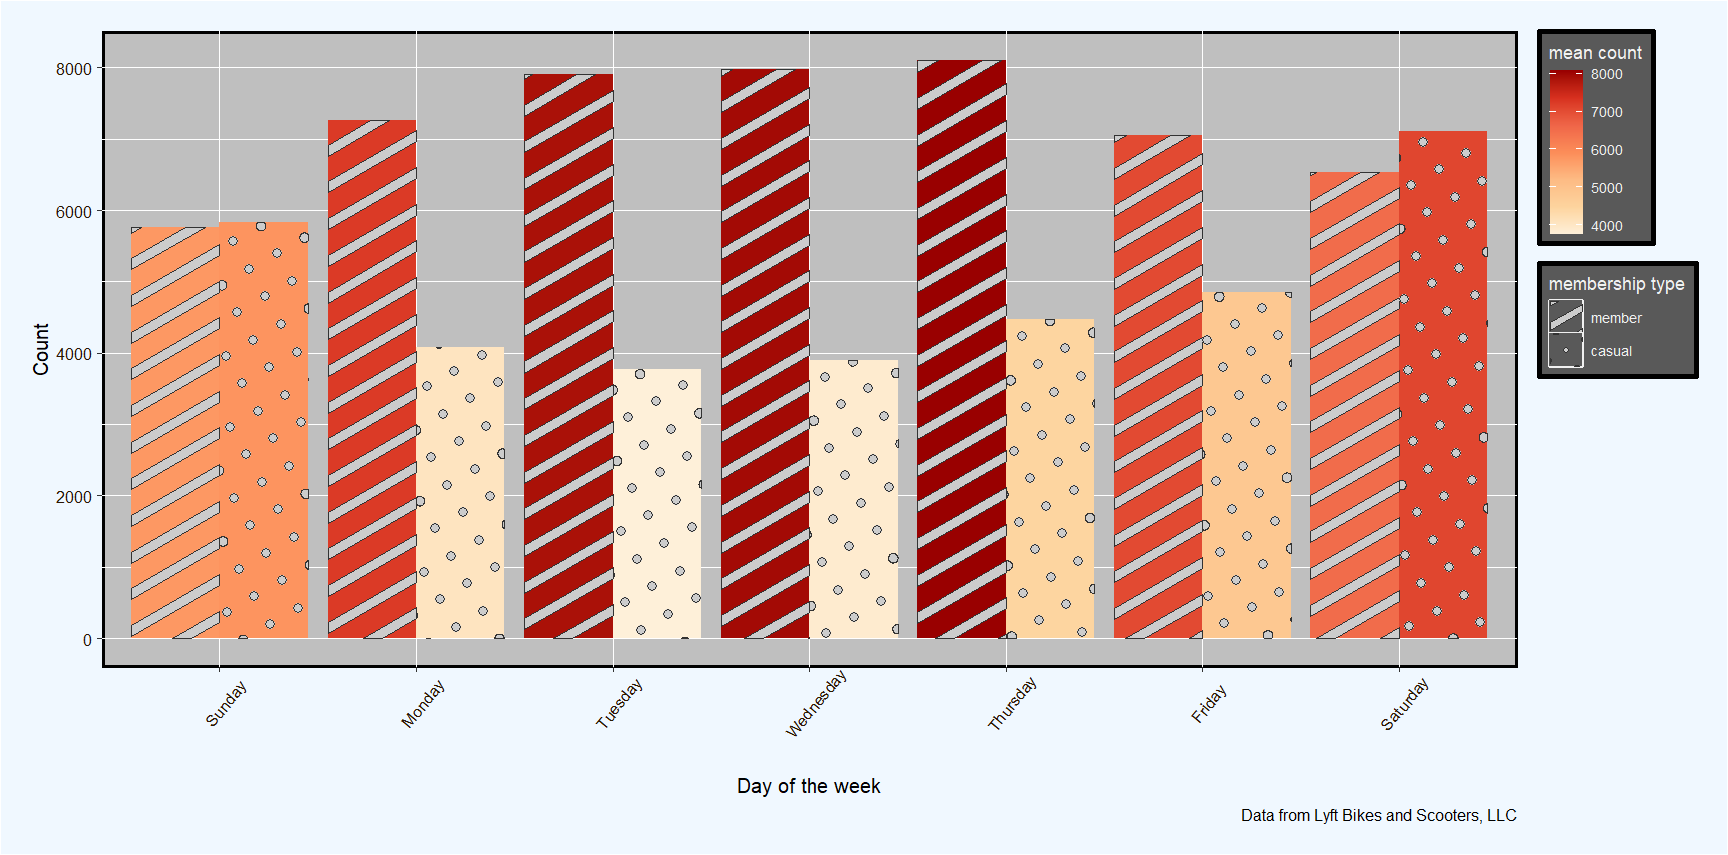 mean count
8000
7000
6000
5000
4000
membership type
member
casual
Count
8000
6000
4000
2000
0
Sunday
Monday
Tuesday
Wednesday
Thursday
Friday
Saturday
Day of the week
Data from Lyft Bikes and Scooters, LLC